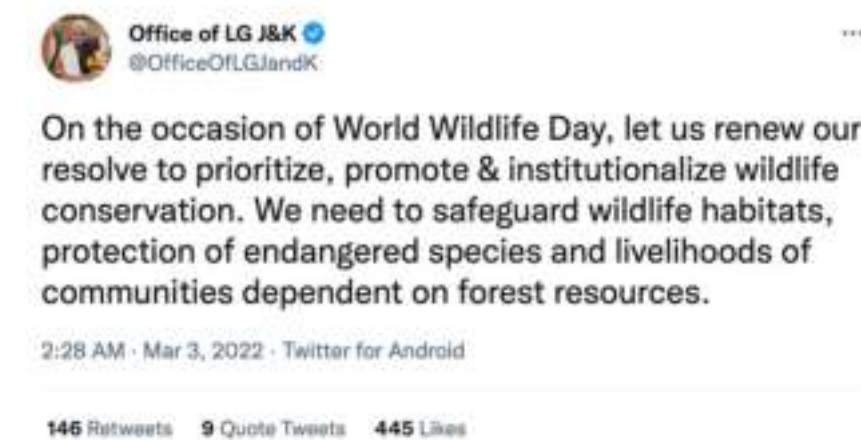 Office of LG J&K
@OfficeOfLGJandK
On the occasion of World Wildlife Day, let us renew our
resolve to prioritize, promote & institutionalize wildlife
conservation. We need to safeguard wildlife habitats,
protection of endangered species and livelihoods of
communities dependent on forest resources.
2:28 AM · Mar 3, 2022 · Twitter for Android
146 Retweets 9 Quote Tweets 445 Likes